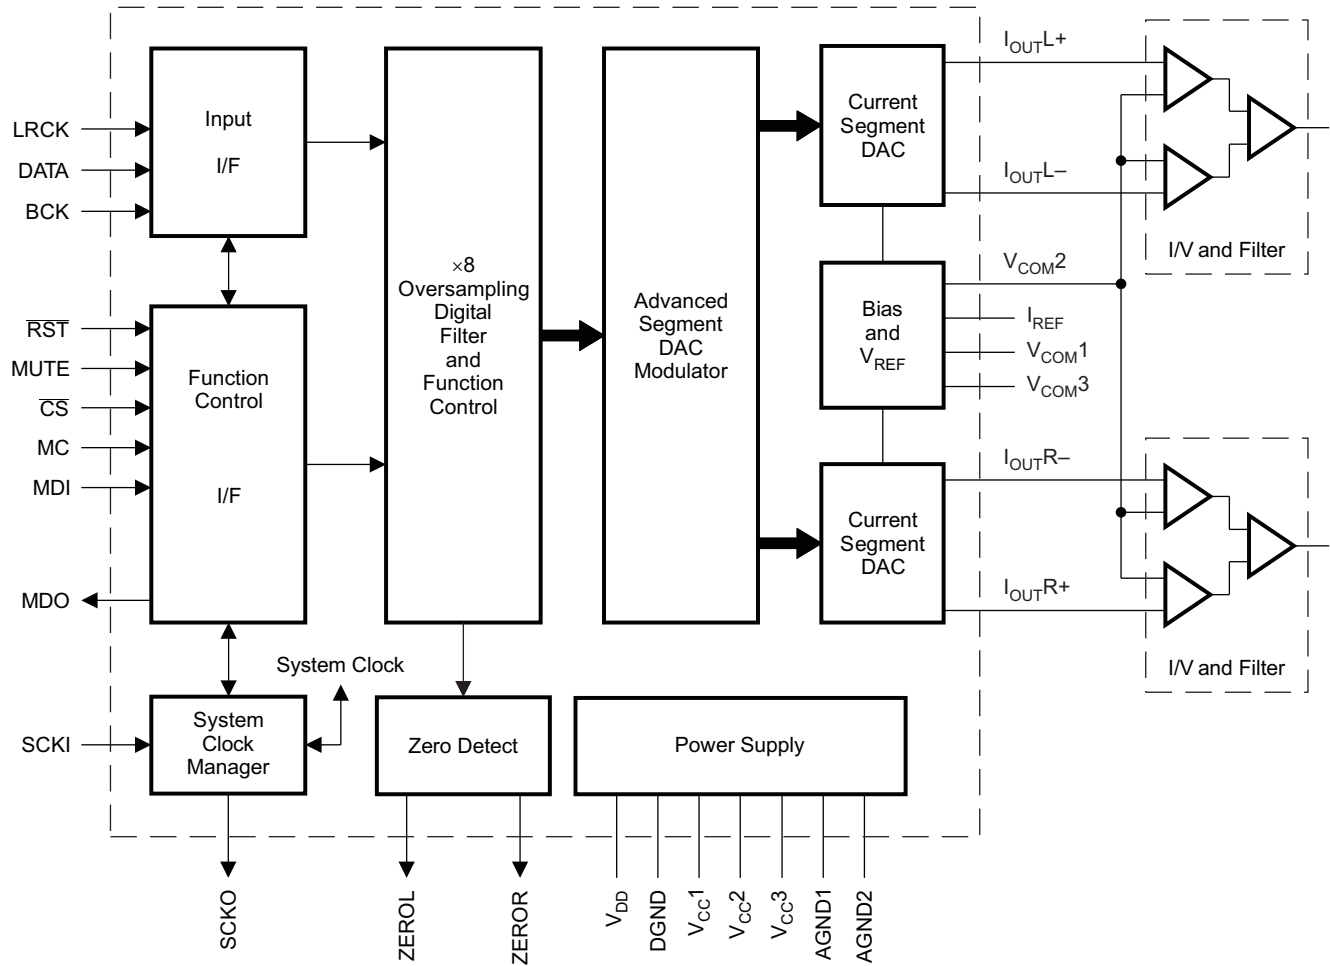 LRCK
DATA
BCK
RST
MUTE
CS
MC
MDI
MDO
SCKI
Input
I/F
Function
Control
I/F
System
Clock
Manager
System Clock
×8
Oversampling
Digital
Filter
and
Function
Control
Zero Detect
Advanced
Segment
DAC
Modulator
Power Supply
Current
Segment
DAC
Bias
and
VREF
Current
Segment
DAC
IOUTL+
IOUTL–
VCOM2
IREF
VCOM1
VCOM3
IOUTR–
IOUTR+
I/V and Filter
I/V and Filter
SCKO
ZEROL
ZEROR
VDD
DGND
VCC1
VCC2
VCC3
AGND1
AGND2